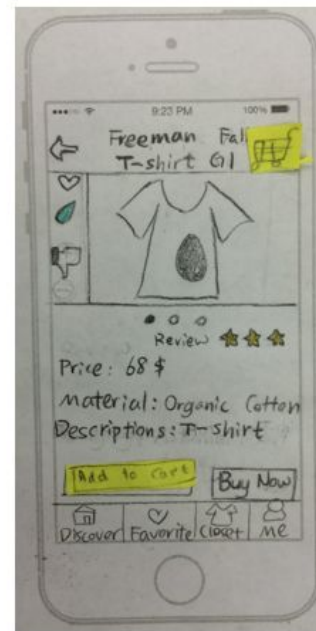 9:23 PM 100%
Freeman Fall
T-shirt G1
Review
Price: 68 $
Material: Organic Cotton
Descriptions: T-shirt
Add to Cart
Buy Now
Discover Favorite Closet Me